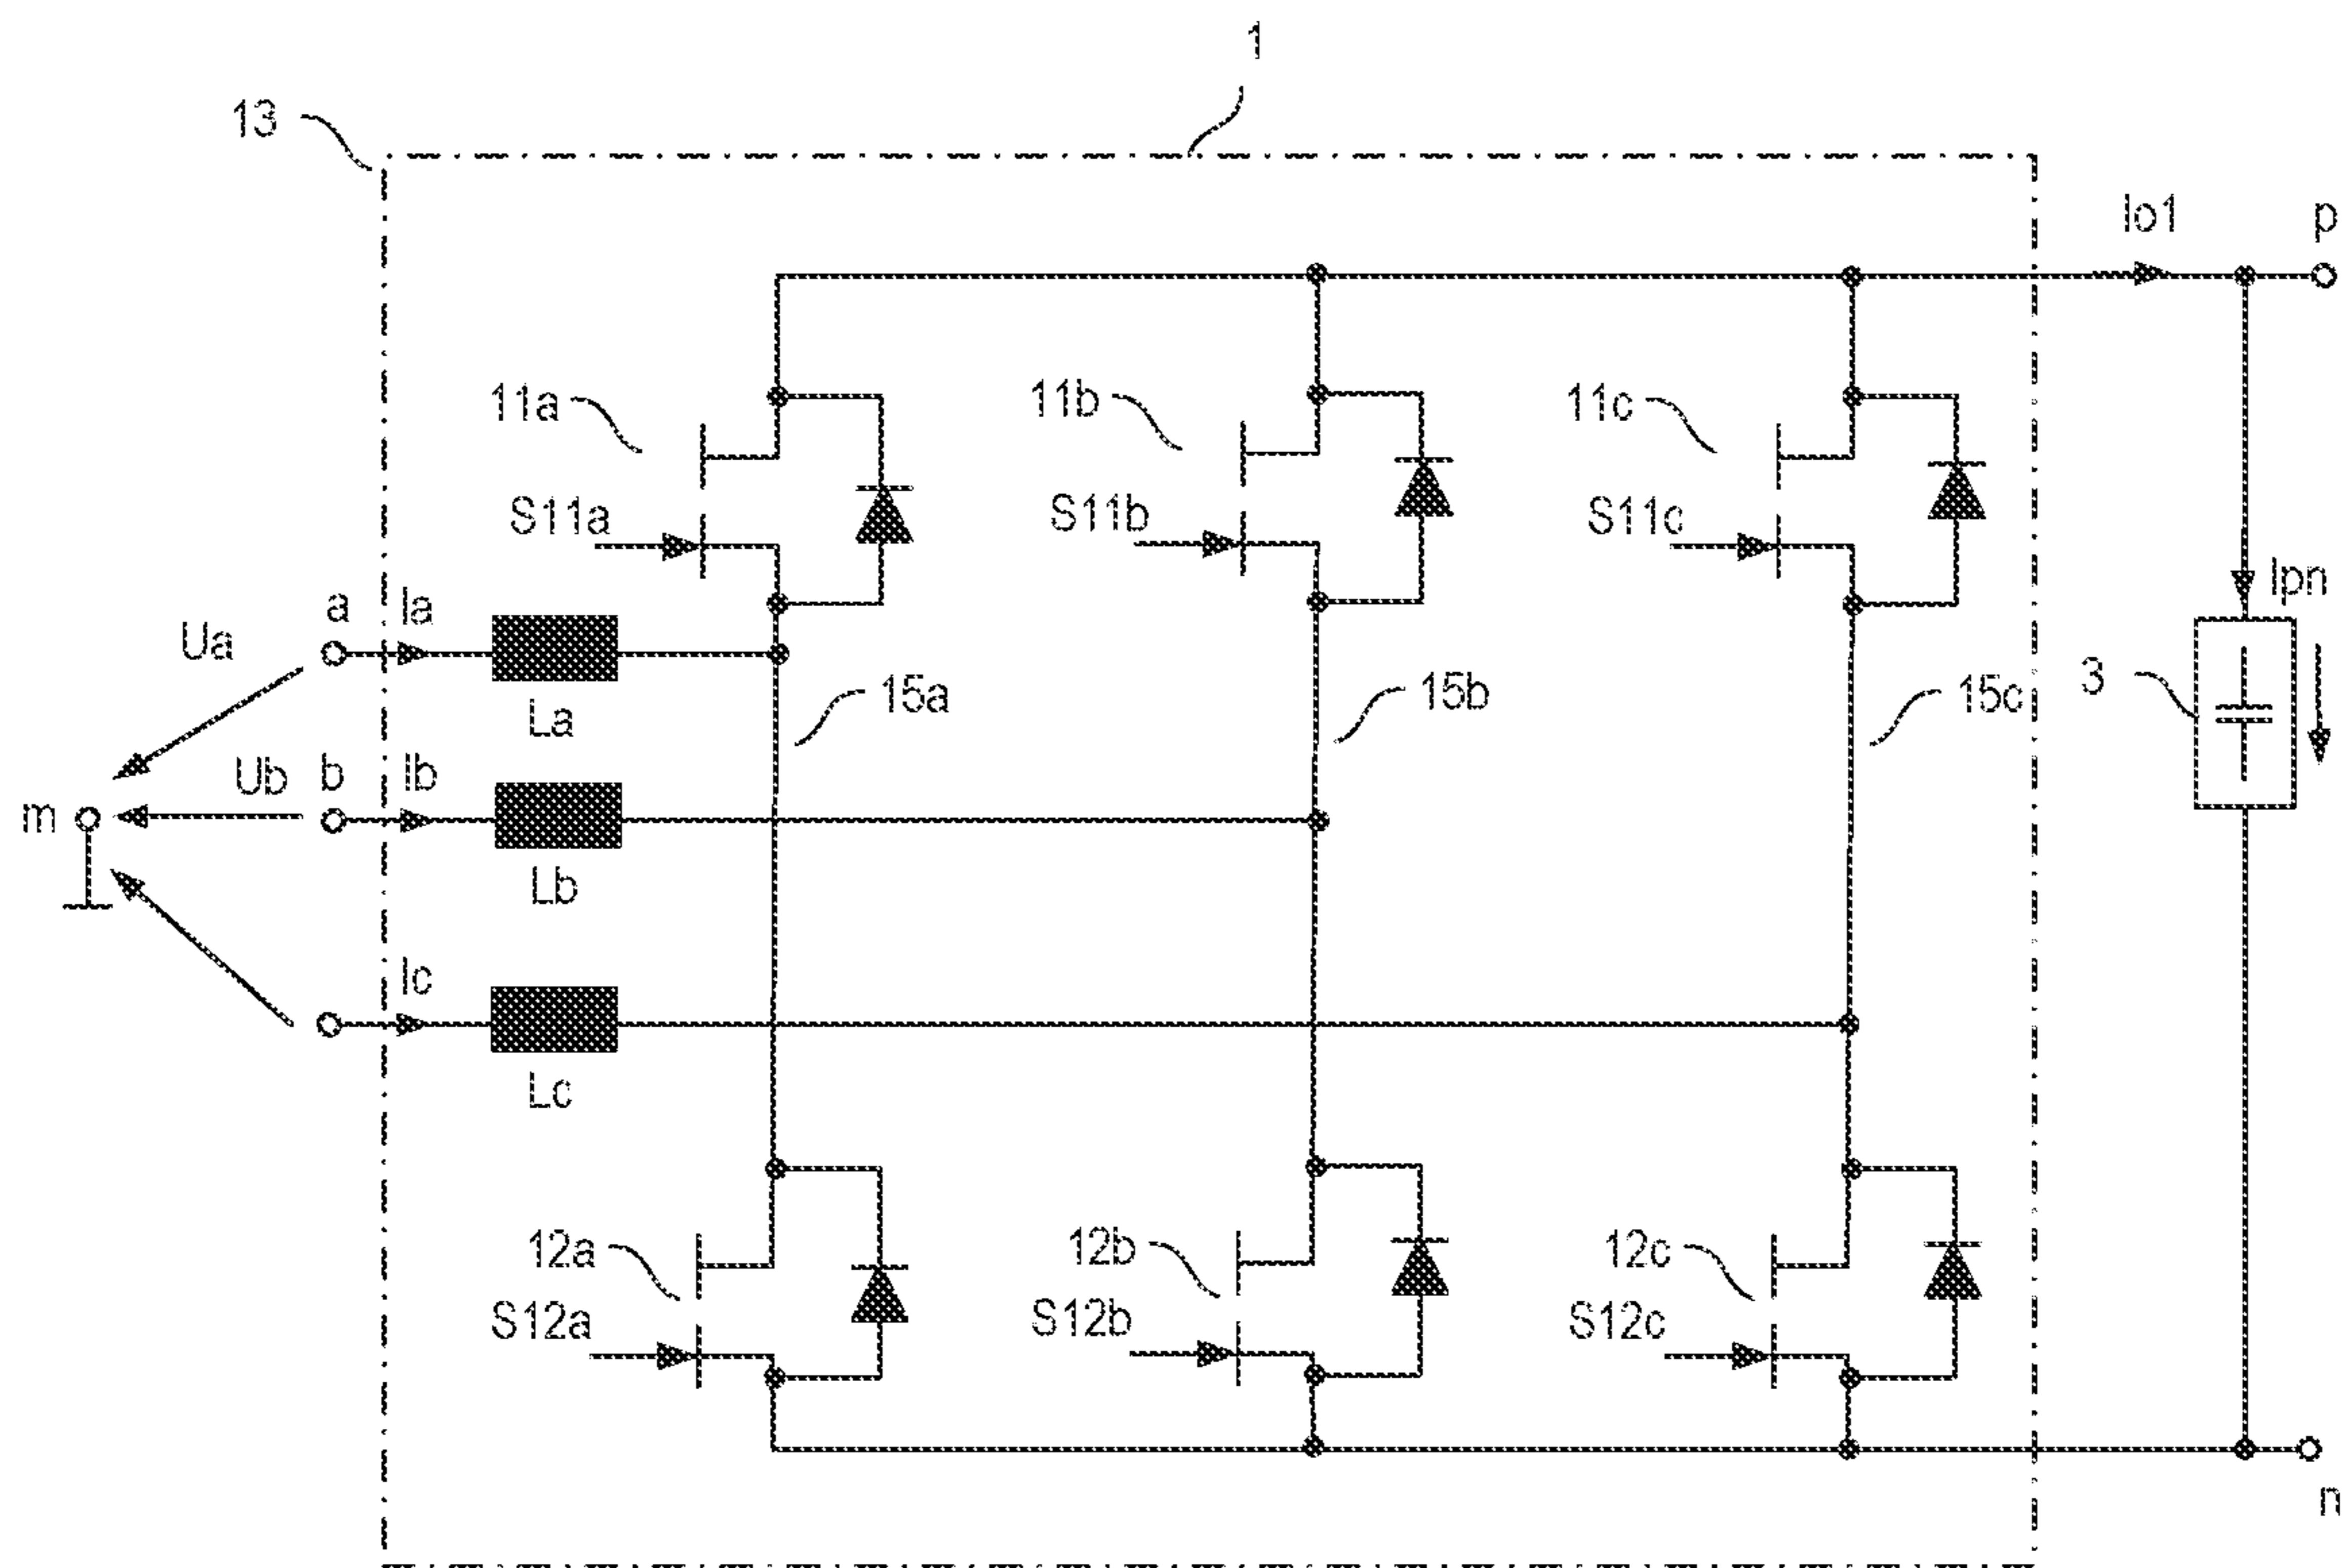 1
13
Io1
p
11a
11b
11c
S11a
S11b
S11c
a
Ia
Ipn
Ua
La
15a
15b
15c
3
Ub
b
Ib
m
Lb
Ic
Lc
12a
12b
12c
S12a
S12b
S12c
n